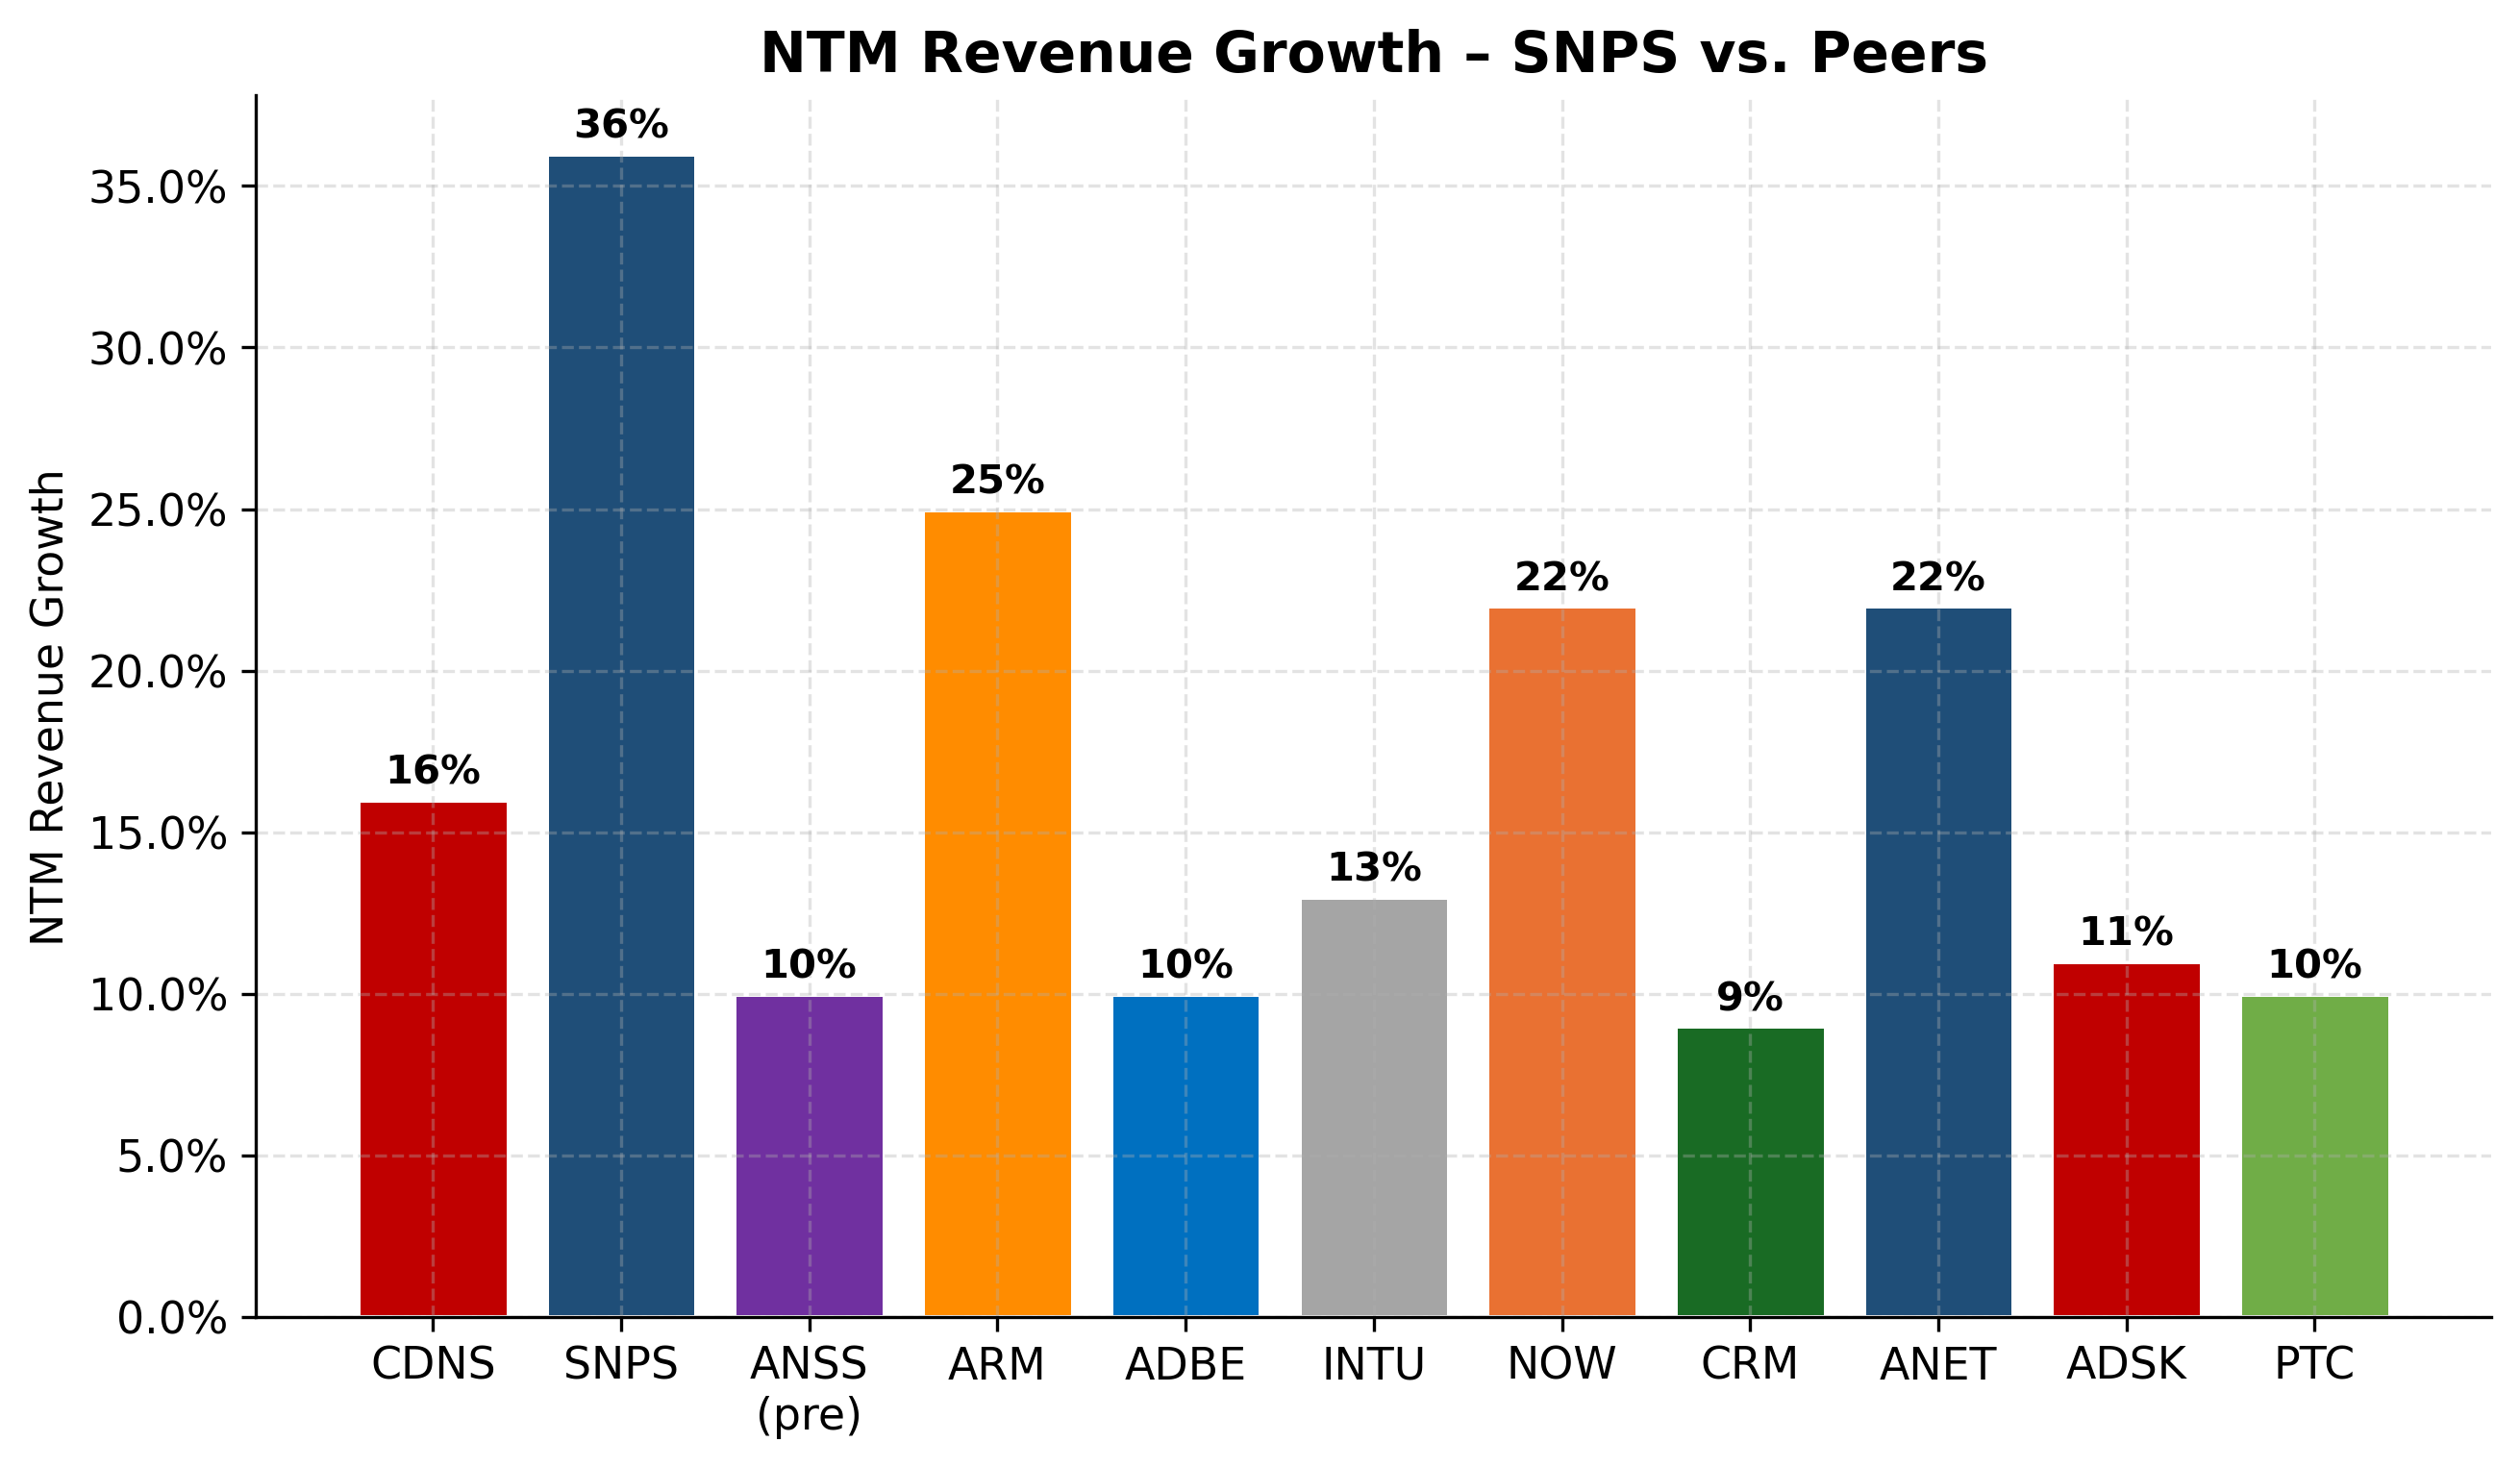 NTM Revenue Growth – SNPS vs. Peers
NTM Revenue Growth
35.0%
30.0%
25.0%
20.0%
15.0%
10.0%
5.0%
0.0%
16%
36%
10%
25%
10%
13%
22%
9%
22%
11%
10%
CDNS
SNPS
ANSS
(pre)
ARM
ADBE
INTU
NOW
CRM
ANET
ADSK
PTC